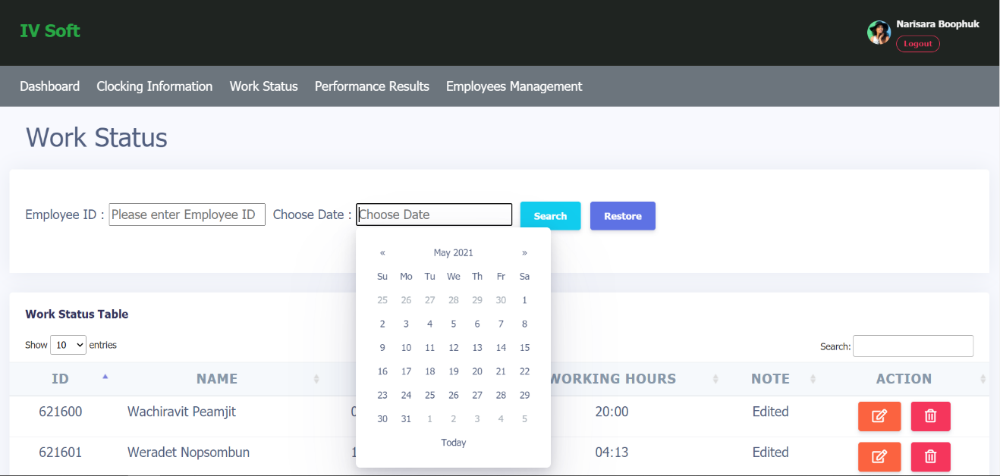 IV Soft
Narisara Boophuk
Logout
Dashboard Clocking Information Work Status Performance Results Employees Management
Work Status
Employee ID : Please enter Employee ID Choose Date : Choose Date Search Restore
« May 2021 »
Su Mo Tu We Th Fr Sa
25 26 27 28 29 30 1
2 3 4 5 6 7 8
9 10 11 12 13 14 15
16 17 18 19 20 21 22
23 24 25 26 27 28 29
30 31 1 2 3 4 5
Today
Work Status Table
Show 10 entries
Search:
ID NAME WORKING HOURS NOTE ACTION
621600 Wachiravit Peamjit 20:00 Edited
621601 Weradet Nopsombun 04:13 Edited